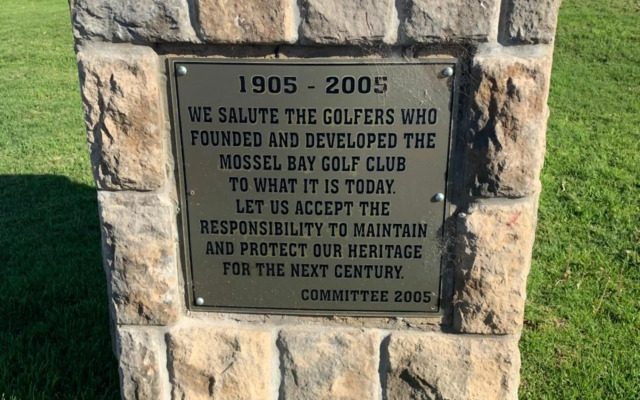 1905 - 2005
WE SALUTE THE GOLFERS WHO
FOUNDED AND DEVELOPED THE
MOSSEL BAY GOLF CLUB
TO WHAT IT IS TODAY.
LET US ACCEPT THE
RESPONSIBILITY TO MAINTAIN
AND PROTECT OUR HERITAGE
FOR THE NEXT CENTURY.
COMMITTEE 2005